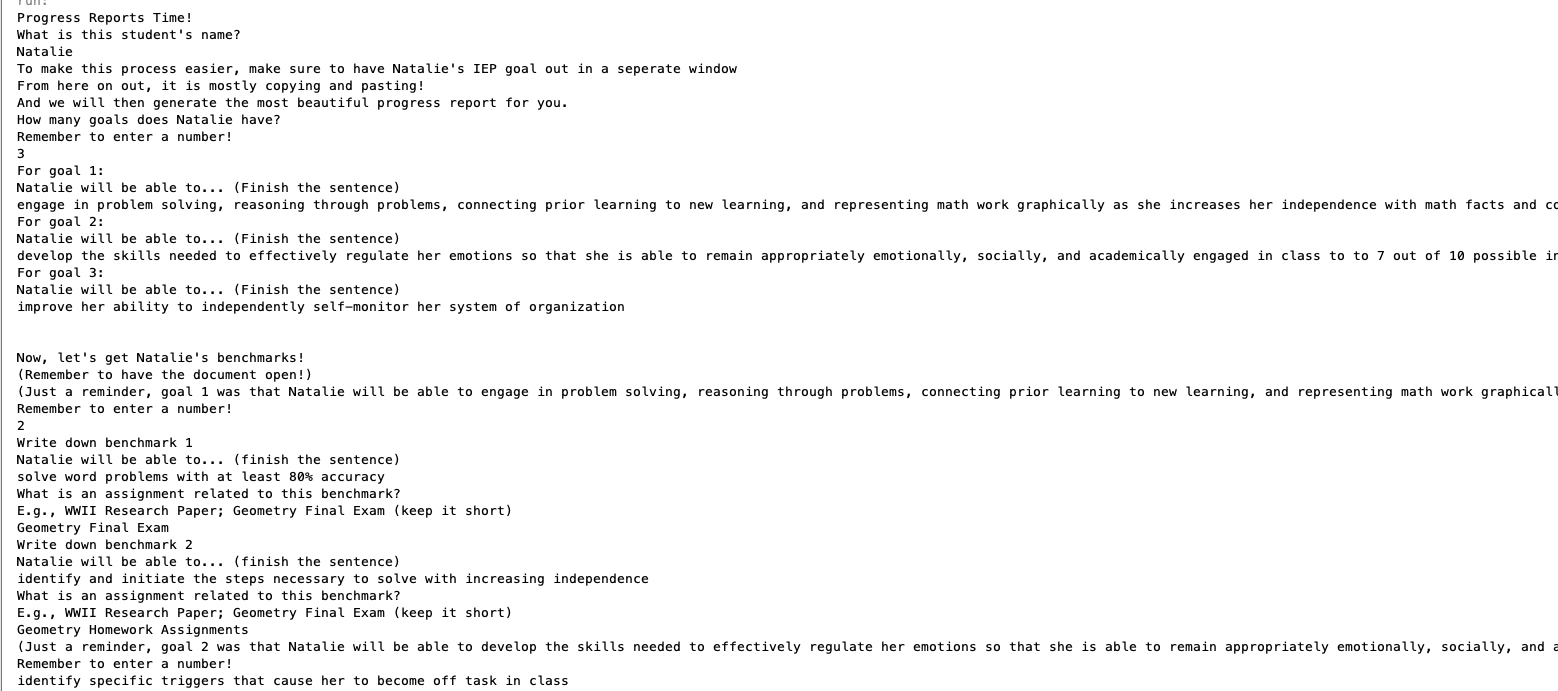 run:
Progress Reports Time!
What is this student's name?
Natalie
To make this process easier, make sure to have Natalie's IEP goal out in a seperate window
From here on out, it is mostly copying and pasting!
And we will then generate the most beautiful progress report for you.
How many goals does Natalie have?
Remember to enter a number!
3
For goal 1:
Natalie will be able to... (Finish the sentence)
engage in problem solving, reasoning through problems, connecting prior learning to new learning, and representing math work graphically as she increases her independence with math facts and
For goal 2:
Natalie will be able to... (Finish the sentence)
develop the skills needed to effectively regulate her emotions so that she is able to remain appropriately emotionally, socially, and academically engaged in class to to 7 out of 10 possible
For goal 3:
Natalie will be able to... (Finish the sentence)
improve her ability to independently self-monitor her system of organization
Now, let's get Natalie's benchmarks!
(Remember to have the document open!)
(Just a reminder, goal 1 was that Natalie will be able to engage in problem solving, reasoning through problems, connecting prior learning to new learning, and representing math work graphicall
Remember to enter a number!
2
Write down benchmark 1
Natalie will be able to... (finish the sentence)
solve word problems with at least 80% accuracy
What is an assignment related to this benchmark?
E.g., WWII Research Paper; Geometry Final Exam (keep it short)
Geometry Final Exam
Write down benchmark 2
Natalie will be able to... (finish the sentence)
identify and initiate the steps necessary to solve with increasing independence
What is an assignment related to this benchmark?
E.g., WWII Research Paper; Geometry Final Exam (keep it short)
Geometry Homework Assignments
(Just a reminder, goal 2 was that Natalie will be able to develop the skills needed to effectively regulate her emotions so that she is able to remain appropriately emotionally, socially, and a
Remember to enter a number!
identify specific triggers that cause her to become off task in class